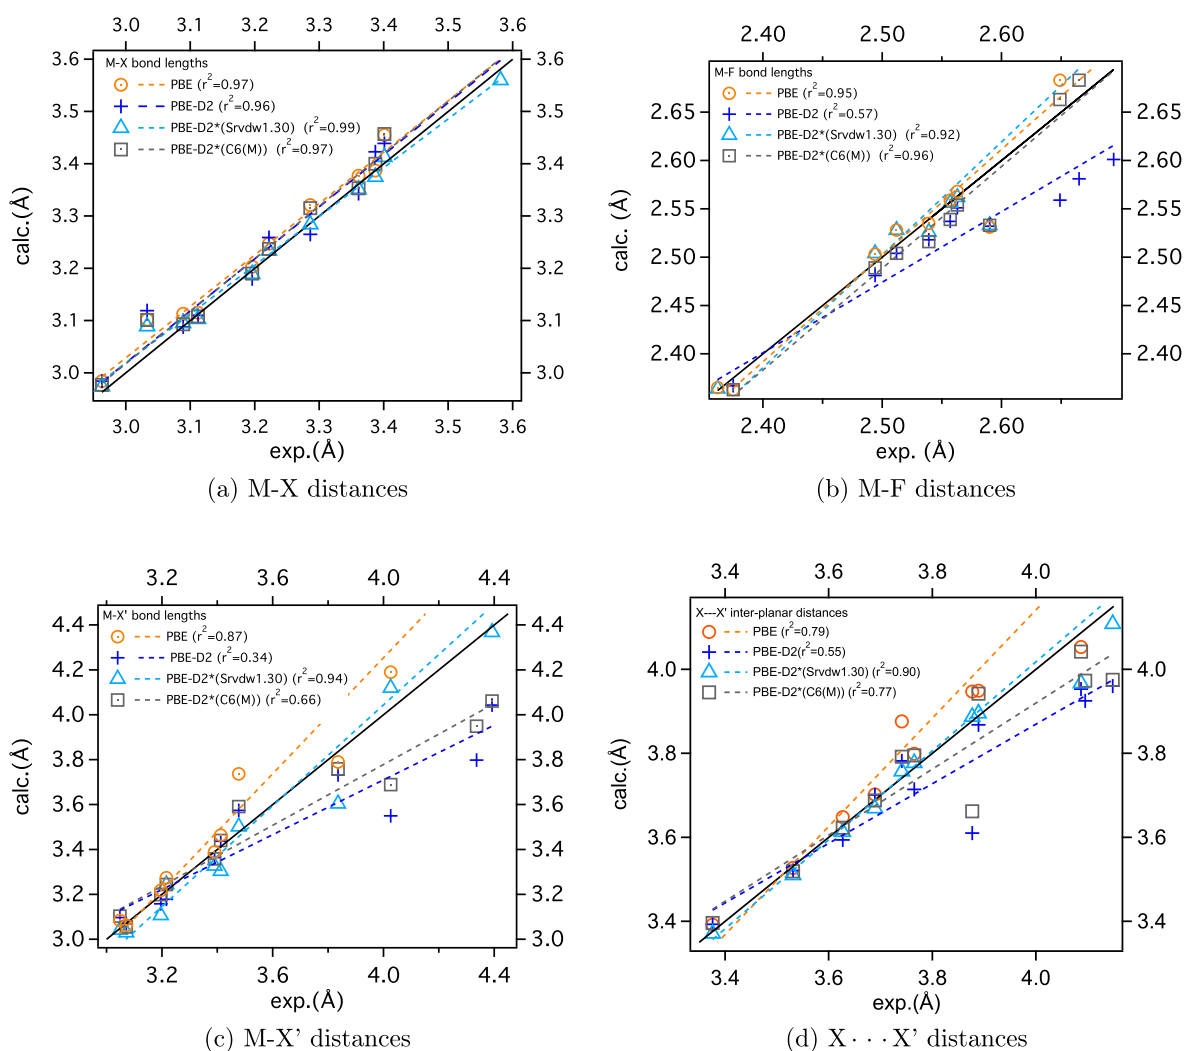 3.0 3.1 3.2 3.3 3.4 3.5 3.6
3.6 3.5 3.4 3.3 3.2 3.1 3.0
calc.(Å)
M-X bond lengths
PBE (r²=0.97)
PBE-D2 (r²=0.96)
PBE-D2*(Srvdw1.30) (r²=0.99)
PBE-D2*(C6(M)) (r²=0.97)
3.6 3.5 3.4 3.3 3.2 3.1 3.0
3.0 3.1 3.2 3.3 3.4 3.5 3.6
exp.(Å)
(a) M-X distances
2.40 2.50 2.60
2.65 2.60 2.55 2.50 2.45 2.40
calc. (Å)
M-F bond lengths
PBE (r²=0.95)
PBE-D2 (r²=0.57)
PBE-D2*(Srvdw1.30) (r²=0.92)
PBE-D2*(C6(M)) (r²=0.96)
2.65 2.60 2.55 2.50 2.45 2.40
2.40 2.50 2.60
exp. (Å)
(b) M-F distances
3.2 3.6 4.0 4.4
4.4 4.2 4.0 3.8 3.6 3.4 3.2 3.0
calc.(Å)
M-X' bond lengths
PBE (r²=0.87)
PBE-D2 (r²=0.34)
PBE-D2*(Srvdw1.30) (r²=0.94)
PBE-D2*(C6(M)) (r²=0.66)
4.4 4.2 4.0 3.8 3.6 3.4 3.2 3.0
3.2 3.6 4.0 4.4
exp.(Å)
(c) M-X’ distances
3.4 3.6 3.8 4.0
4.0 3.8 3.6 3.4
calc.(Å)
X---X' inter-planar distances
PBE (r²=0.79)
PBE-D2(r²=0.55)
PBE-D2*(Srvdw1.30) (r²=0.90)
PBE-D2*(C6(M)) (r²=0.77)
4.0 3.8 3.6 3.4
3.4 3.6 3.8 4.0
exp.(Å)
(d) X · · · X’ distances